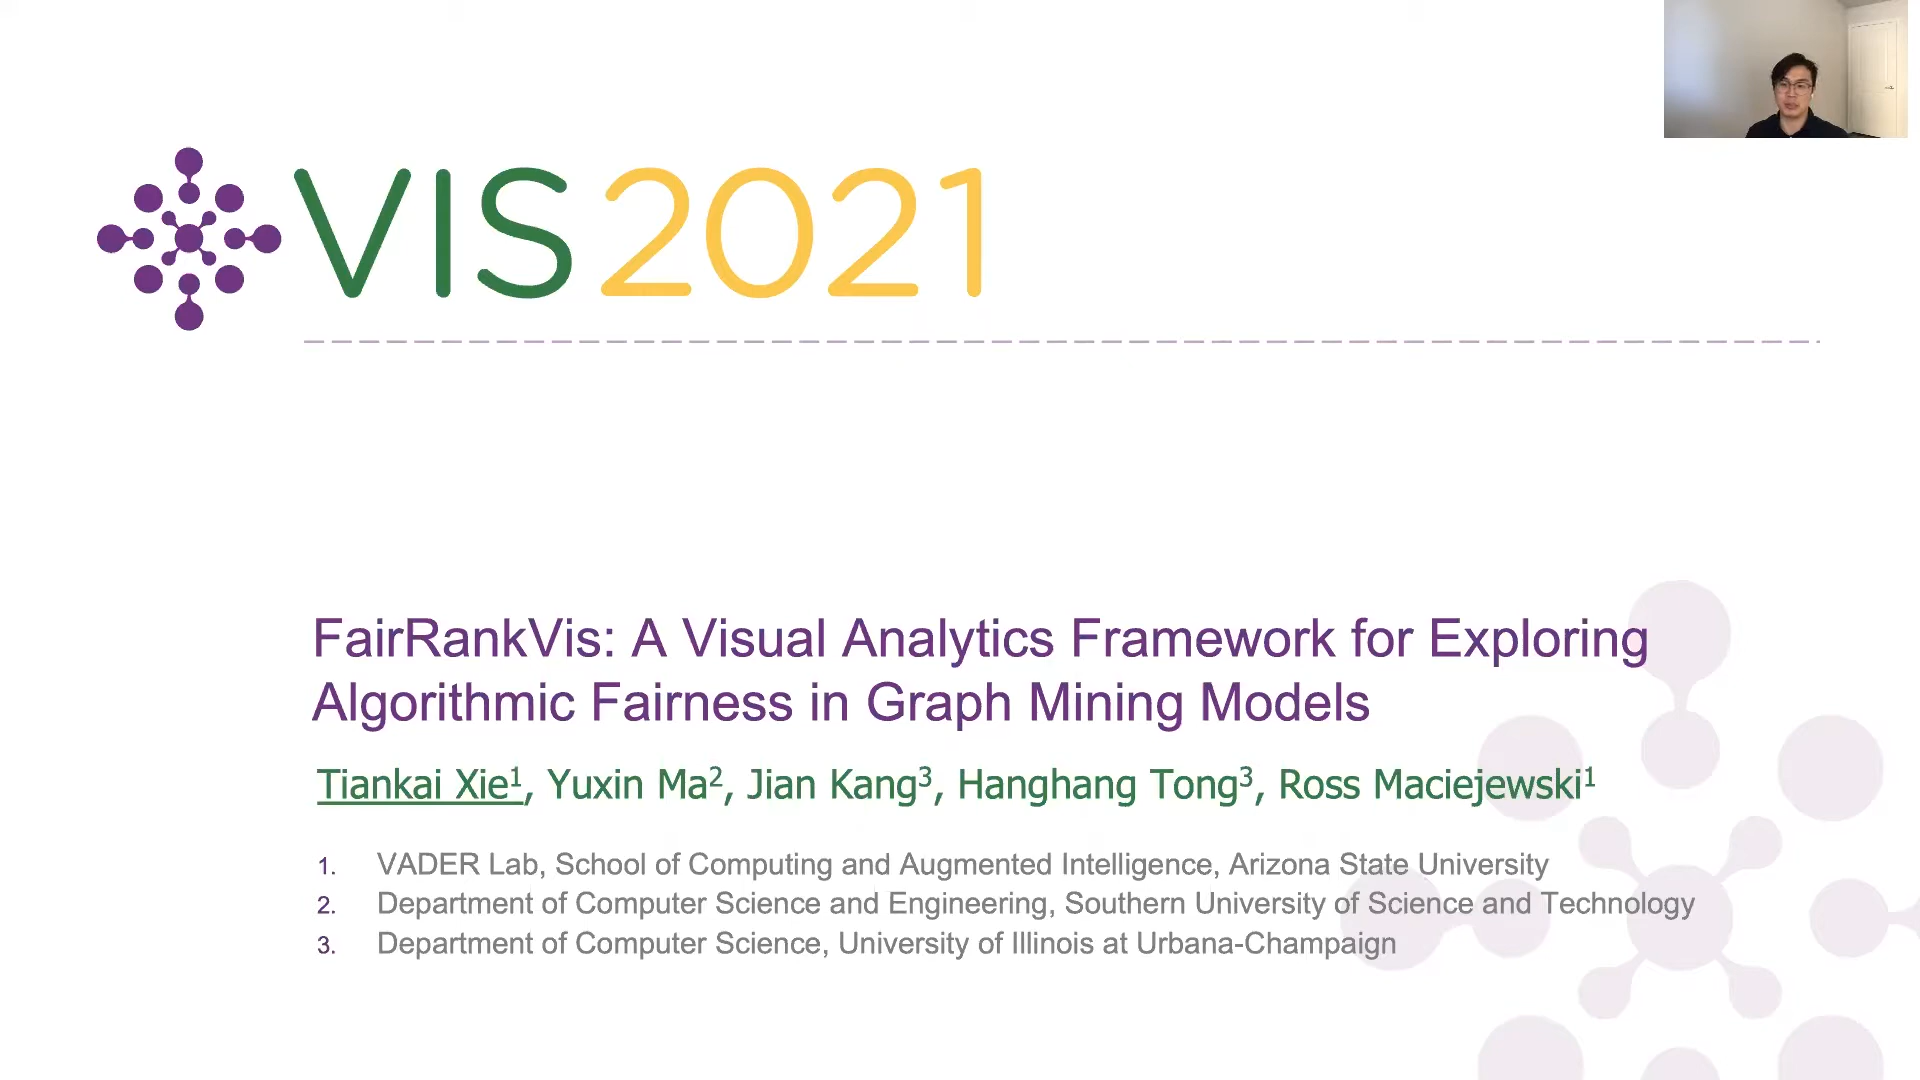 VIS2021
FairRankVis: A Visual Analytics Framework for Exploring
Algorithmic Fairness in Graph Mining Models
Tiankai Xie¹, Yuxin Ma², Jian Kang³, Hanghang Tong³, Ross Maciejewski¹
1. VADER Lab, School of Computing and Augmented Intelligence, Arizona State University
2. Department of Computer Science and Engineering, Southern University of Science and Technology
3. Department of Computer Science, University of Illinois at Urbana-Champaign